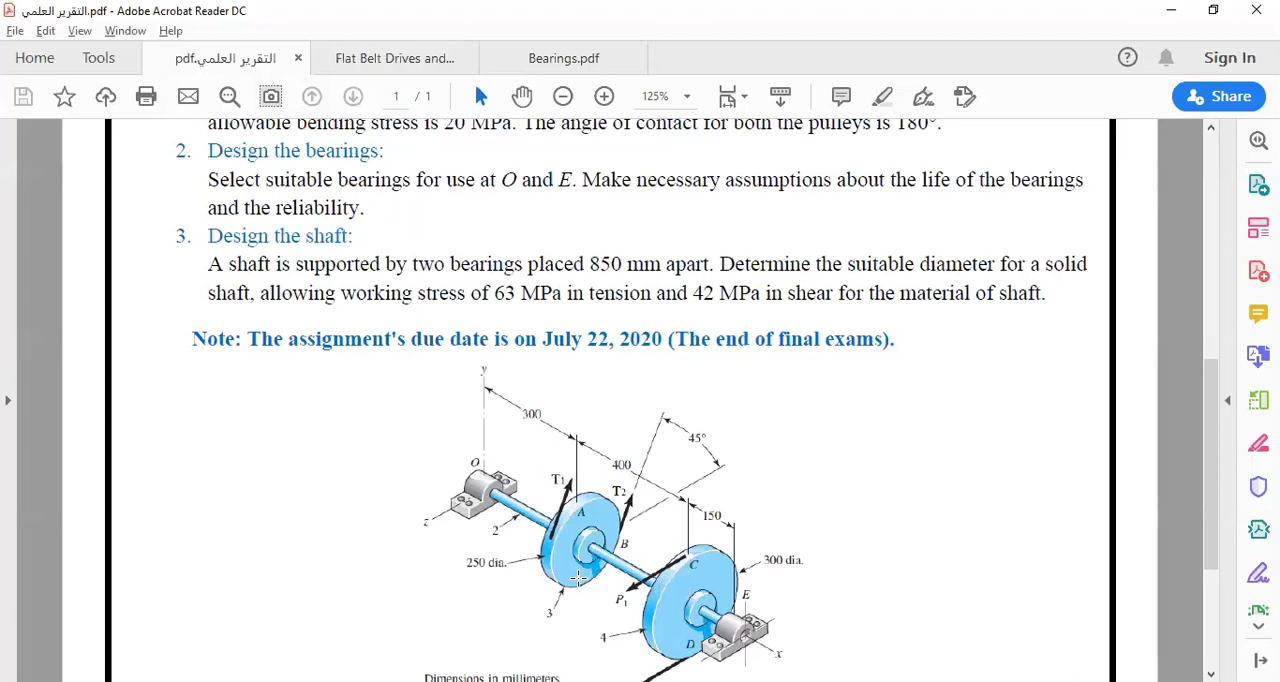 التقرير العلمي.pdf - Adobe Acrobat Reader DC
File Edit View Window Help
Home Tools التقرير العلمي.pdf × Flat Belt Drives and... Bearings.pdf ? Sign In
1 / 1 125% Share
allowable bending stress is 20 MPa. The angle of contact for both the pulleys is 180°.
2. Design the bearings:
Select suitable bearings for use at O and E. Make necessary assumptions about the life of the bearings
and the reliability.
3. Design the shaft:
A shaft is supported by two bearings placed 850 mm apart. Determine the suitable diameter for a solid
shaft, allowing working stress of 63 MPa in tension and 42 MPa in shear for the material of shaft.
Note: The assignment's due date is on July 22, 2020 (The end of final exams).
y
300
45°
O
400
T1
T2
A
150
z
2
B
250 dia.
C
300 dia.
P1
E
3
4
D
x
Dimensions in millimeters